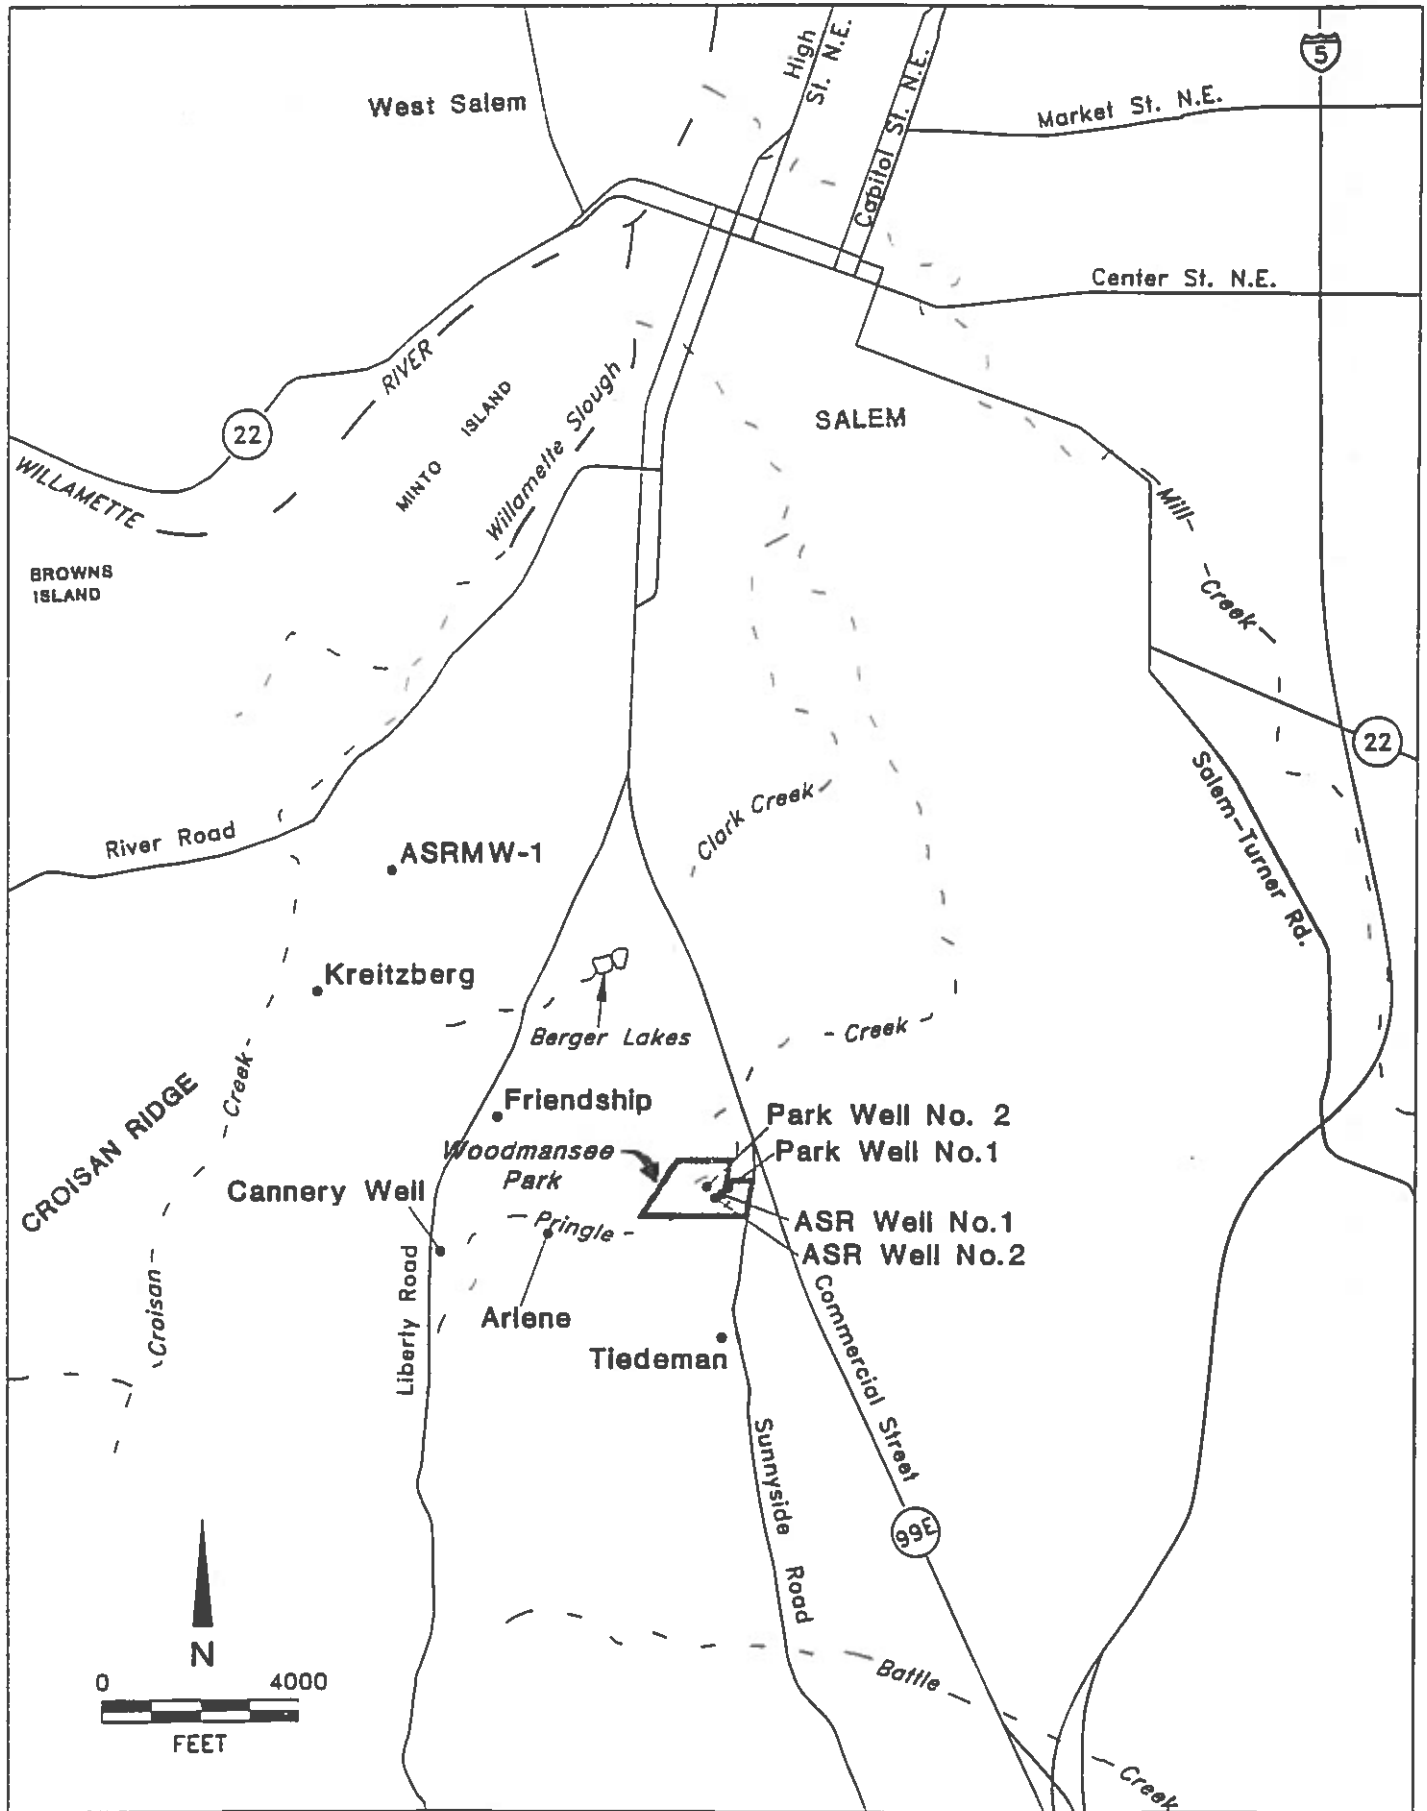 High
St. N.E.
Capitol St. N.E.
5
West Salem
Market St. N.E.
Center St. N.E.
RIVER
MINTO ISLAND
Willamette Slough
SALEM
22
WILLAMETTE
BROWNS
ISLAND
Mill
Creek
22
Salem-Turner Rd.
Clark Creek
River Road
ASRMW-1
Kreitzberg
Berger Lakes
Creek
Creek
CROISAN RIDGE
Friendship
Park Well No. 2
Park Well No.1
Woodmansee
Park
Cannery Well
Pringle
ASR Well No.1
ASR Well No.2
Croisan
Liberty Road
Arlene
Tiedeman
Commercial Street
Sunnyside Road
99E
N
0 4000
FEET
Battle
Creek